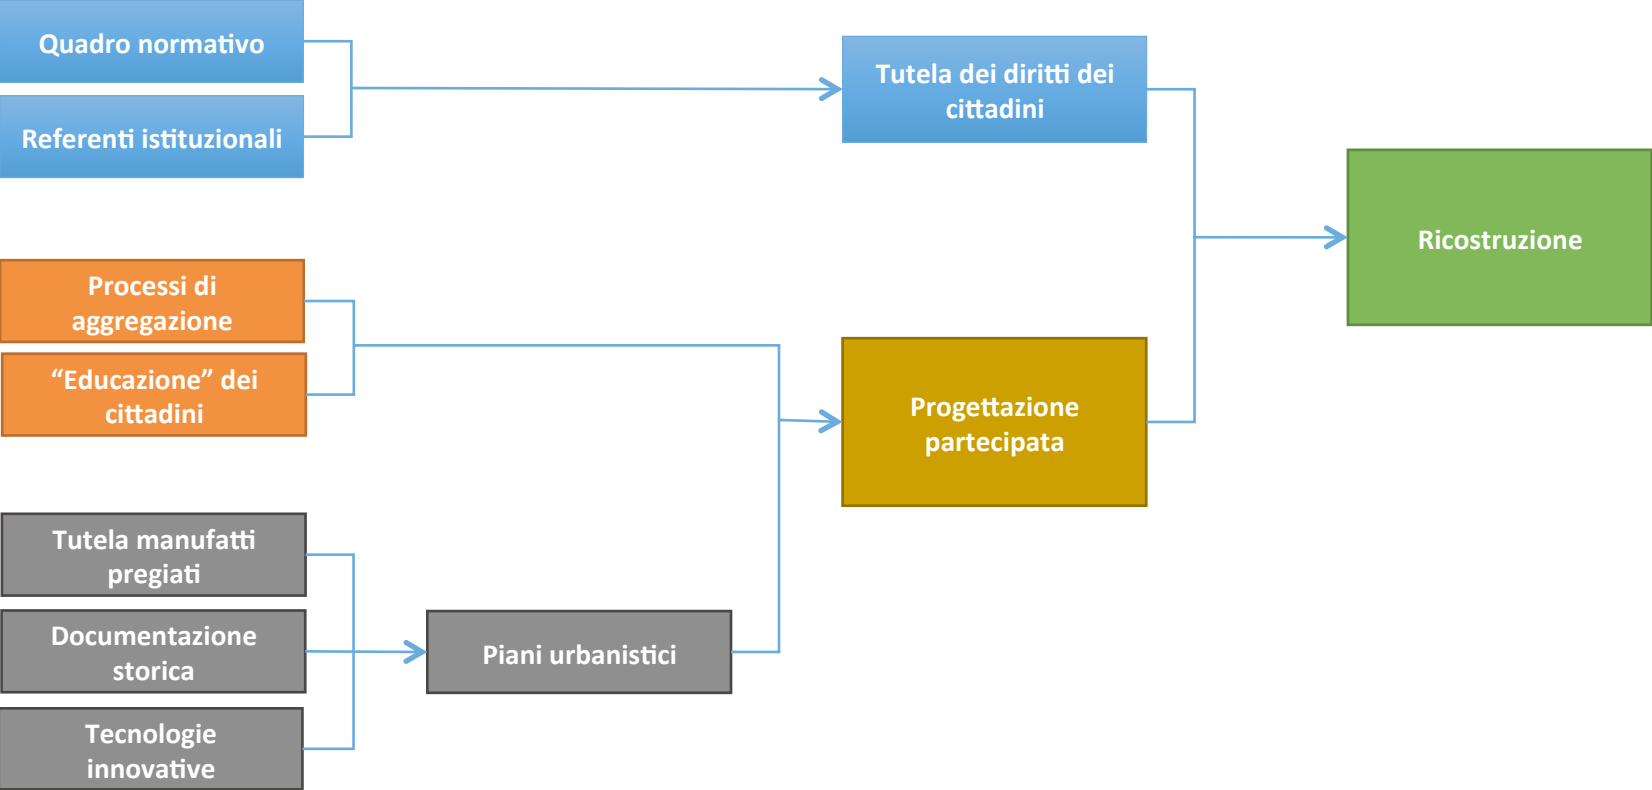 Quadro normativo
Referenti istituzionali
Tutela dei diritti dei
cittadini
Ricostruzione
Processi di
aggregazione
“Educazione” dei
cittadini
Progettazione
partecipata
Tutela manufatti
pregiati
Documentazione
storica
Piani urbanistici
Tecnologie
innovative